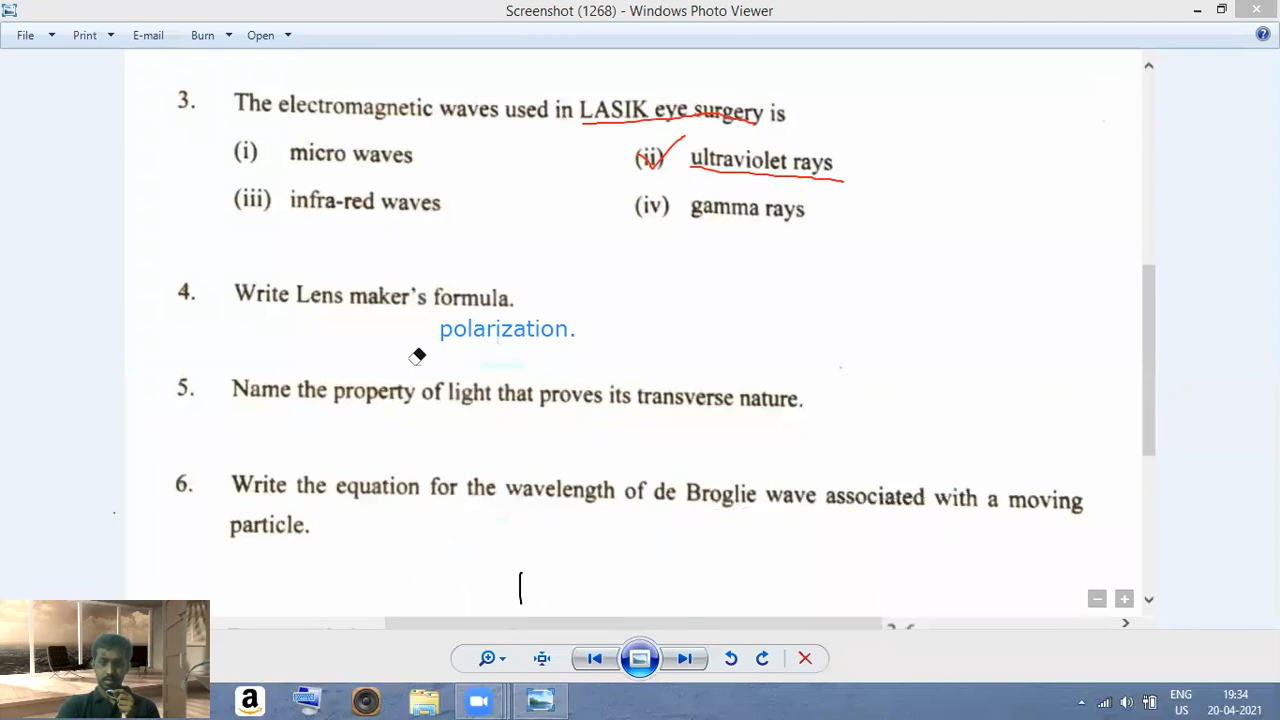 Screenshot (1268) - Windows Photo Viewer
File Print E-mail Burn Open
3. The electromagnetic waves used in LASIK eye surgery is
(i) micro waves (ii) ultraviolet rays
(iii) infra-red waves (iv) gamma rays
4. Write Lens maker's formula.
polarization.
5. Name the property of light that proves its transverse nature.
6. Write the equation for the wavelength of de Broglie wave associated with a moving
particle.
ENG 19:34
US 20-04-2021